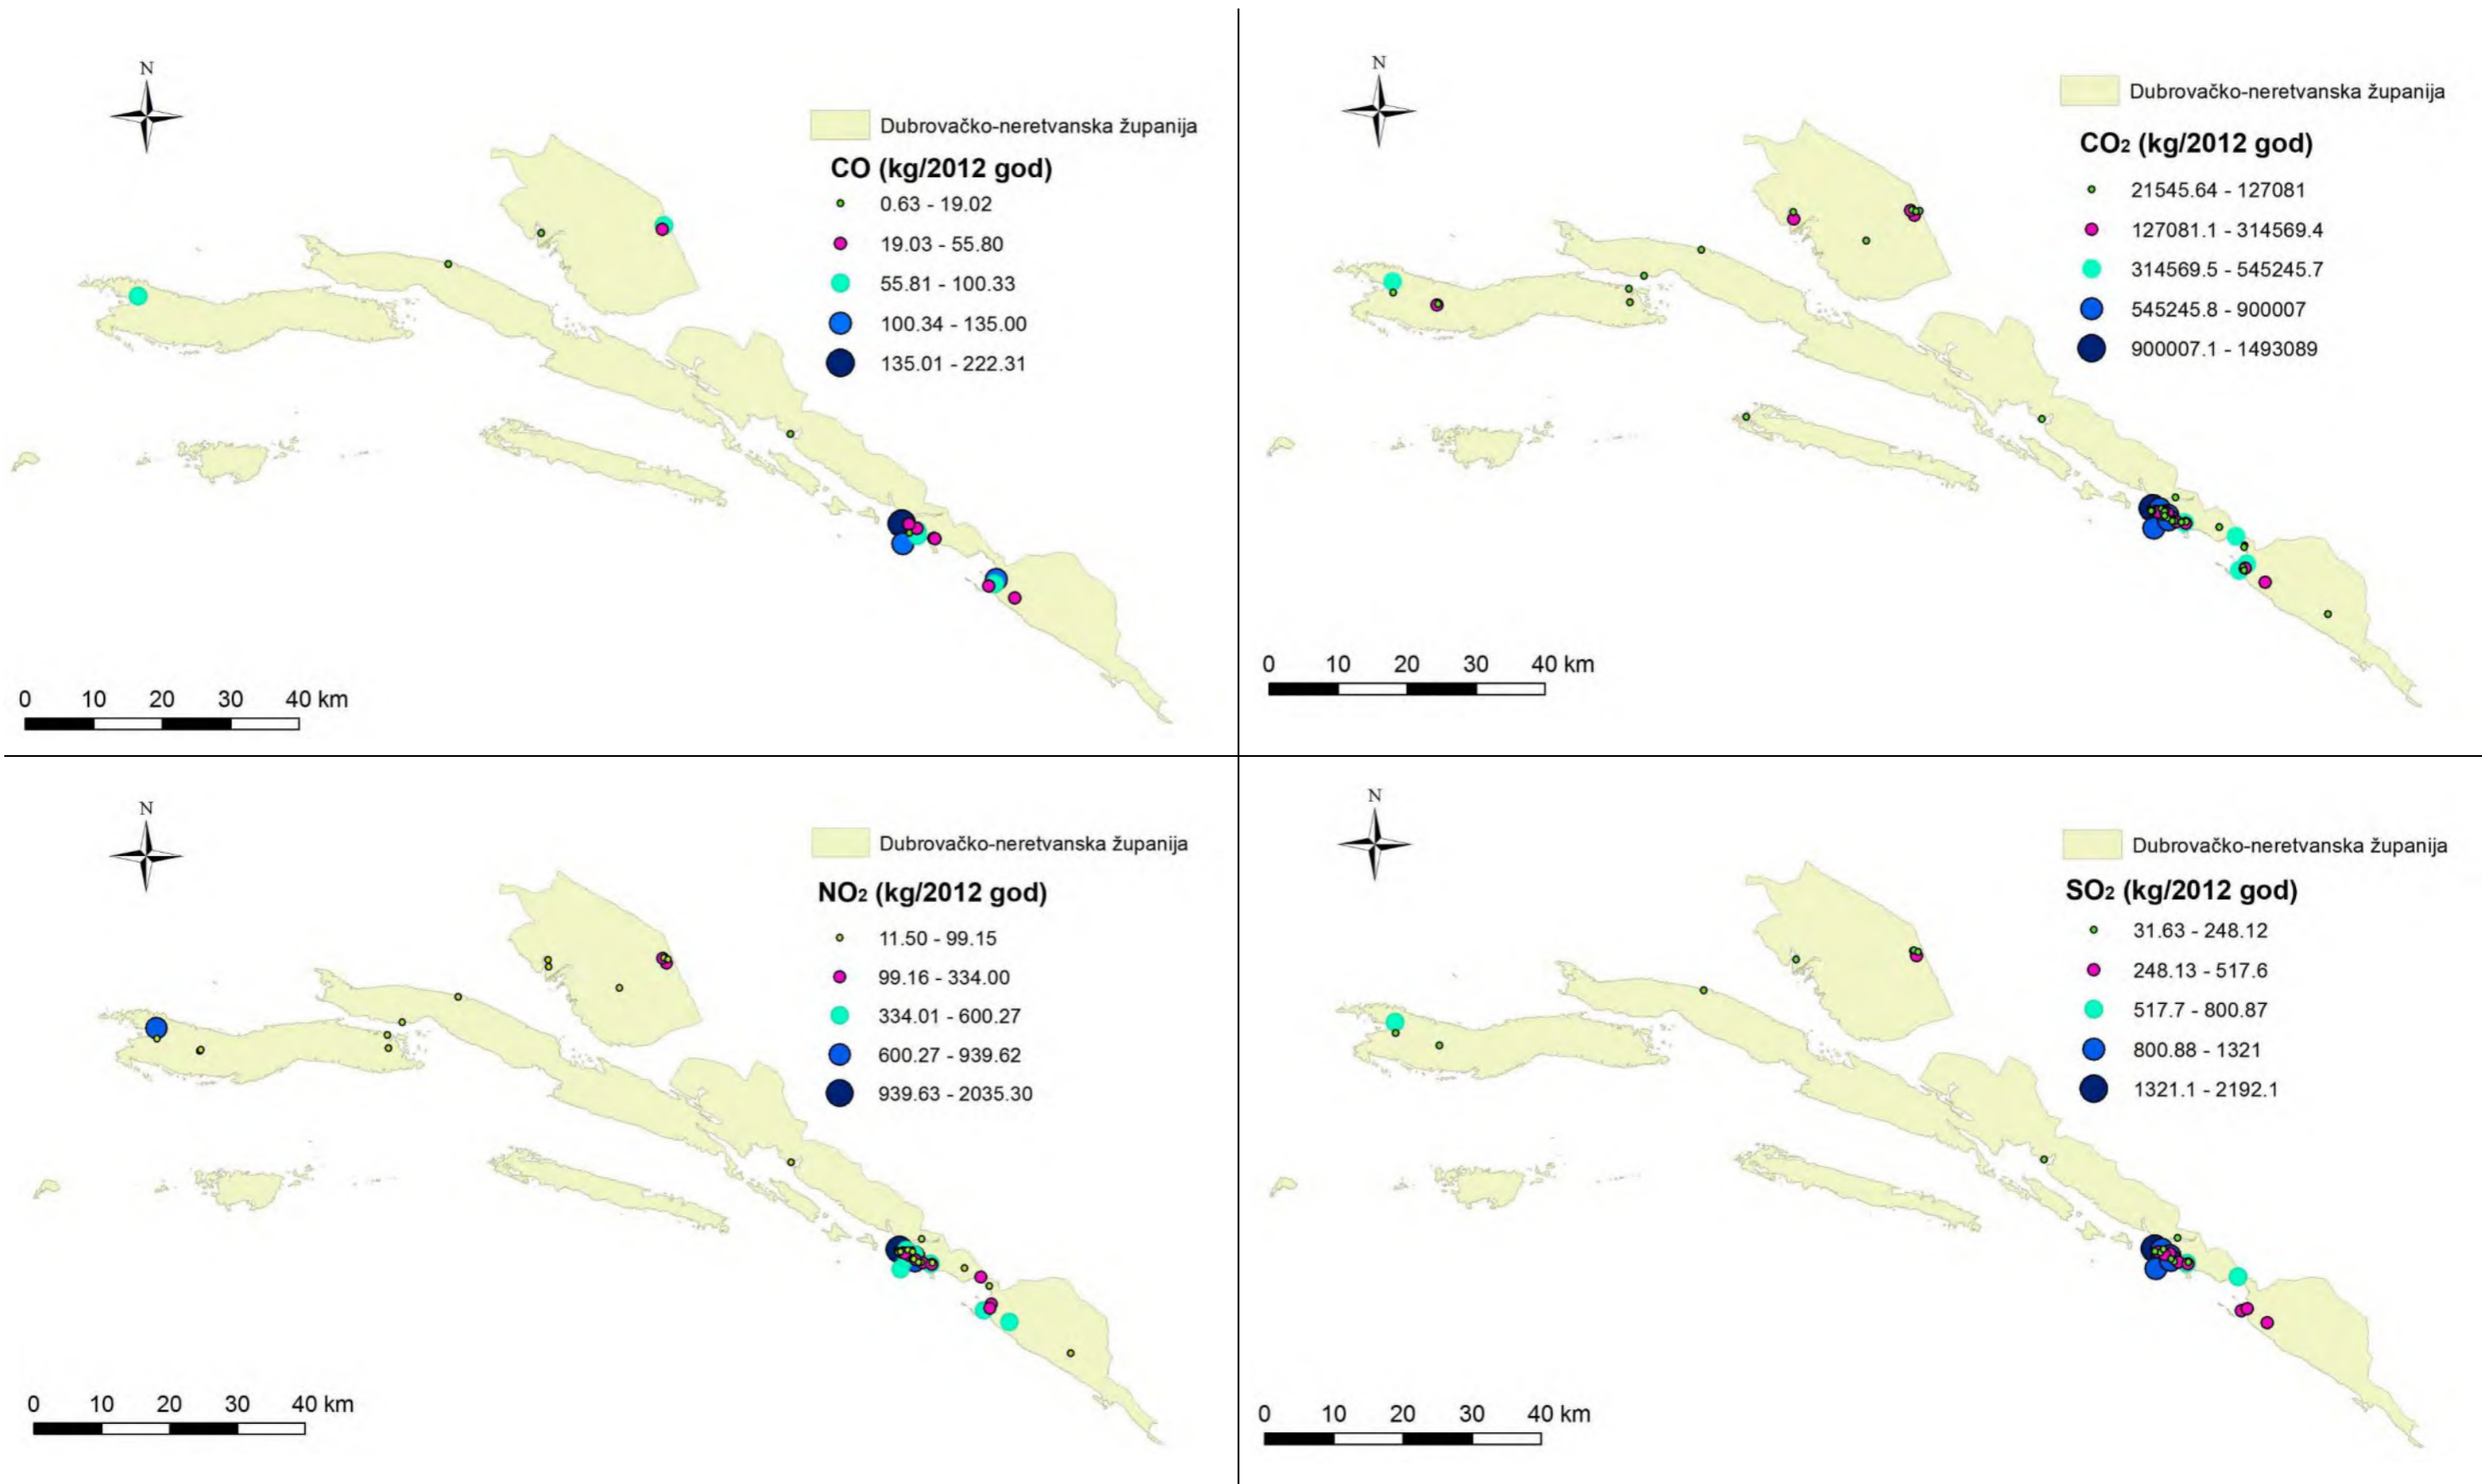 N
Dubrovačko-neretvanska županija
CO (kg/2012 god)
0.63 - 19.02
19.03 - 55.80
55.81 - 100.33
100.34 - 135.00
135.01 - 222.31
0 10 20 30 40 km
N
Dubrovačko-neretvanska županija
CO2 (kg/2012 god)
21545.64 - 127081
127081.1 - 314569.4
314569.5 - 545245.7
545245.8 - 900007
900007.1 - 1493089
0 10 20 30 40 km
N
Dubrovačko-neretvanska županija
NO2 (kg/2012 god)
11.50 - 99.15
99.16 - 334.00
334.01 - 600.27
600.27 - 939.62
939.63 - 2035.30
0 10 20 30 40 km
N
Dubrovačko-neretvanska županija
SO2 (kg/2012 god)
31.63 - 248.12
248.13 - 517.6
517.7 - 800.87
800.88 - 1321
1321.1 - 2192.1
0 10 20 30 40 km